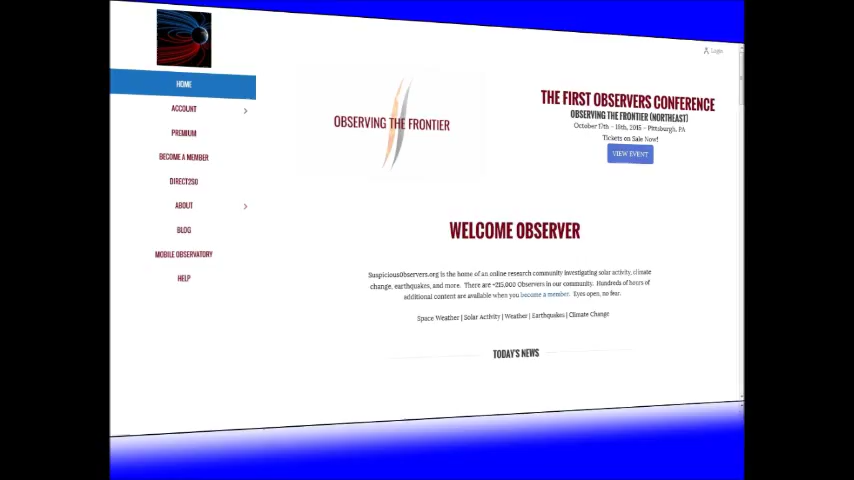 Login
HOME
ACCOUNT
PREMIUM
BECOME A MEMBER
DIRECT2SO
ABOUT
BLOG
MOBILE OBSERVATORY
HELP
OBSERVING THE FRONTIER
THE FIRST OBSERVERS CONFERENCE
OBSERVING THE FRONTIER (NORTHEAST)
October 17th - 18th, 2015 - Pittsburgh, PA
Tickets on Sale Now!
VIEW EVENT
WELCOME OBSERVER
SuspiciousObservers.org is the home of an online research community investigating solar activity, climate
change, earthquakes, and more. There are +215,000 Observers in our community. Hundreds of hours of
additional content are available when you become a member. Eyes open, no fear.
Space Weather | Solar Activity | Weather | Earthquakes | Climate Change
TODAY'S NEWS